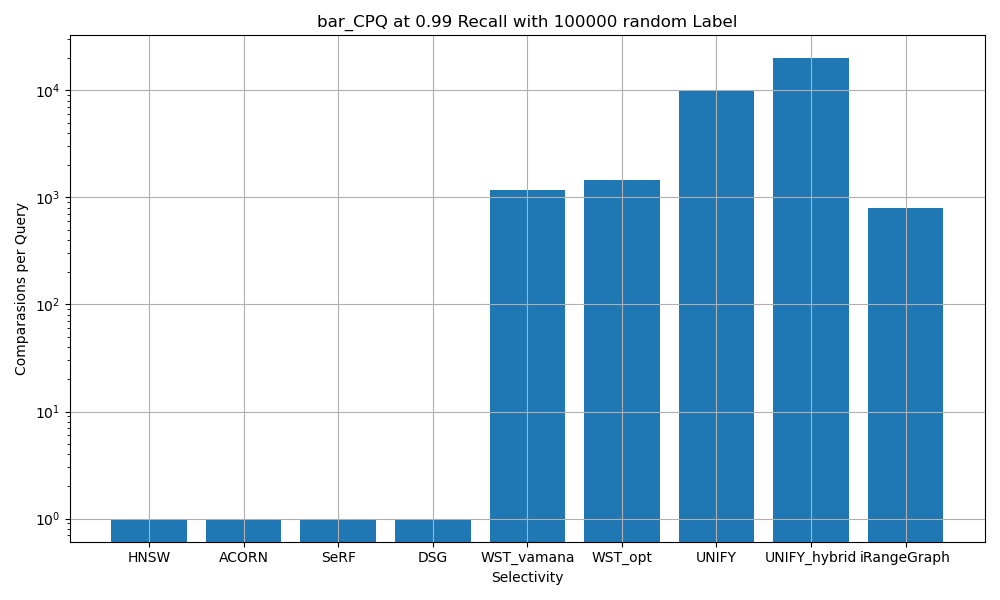 bar_CPQ at 0.99 Recall with 100000 random Label
Comparasions per Query
10^4
10^3
10^2
10^1
10^0
HNSW ACORN SeRF DSG WST_vamana WST_opt UNIFY UNIFY_hybrid iRangeGraph
Selectivity